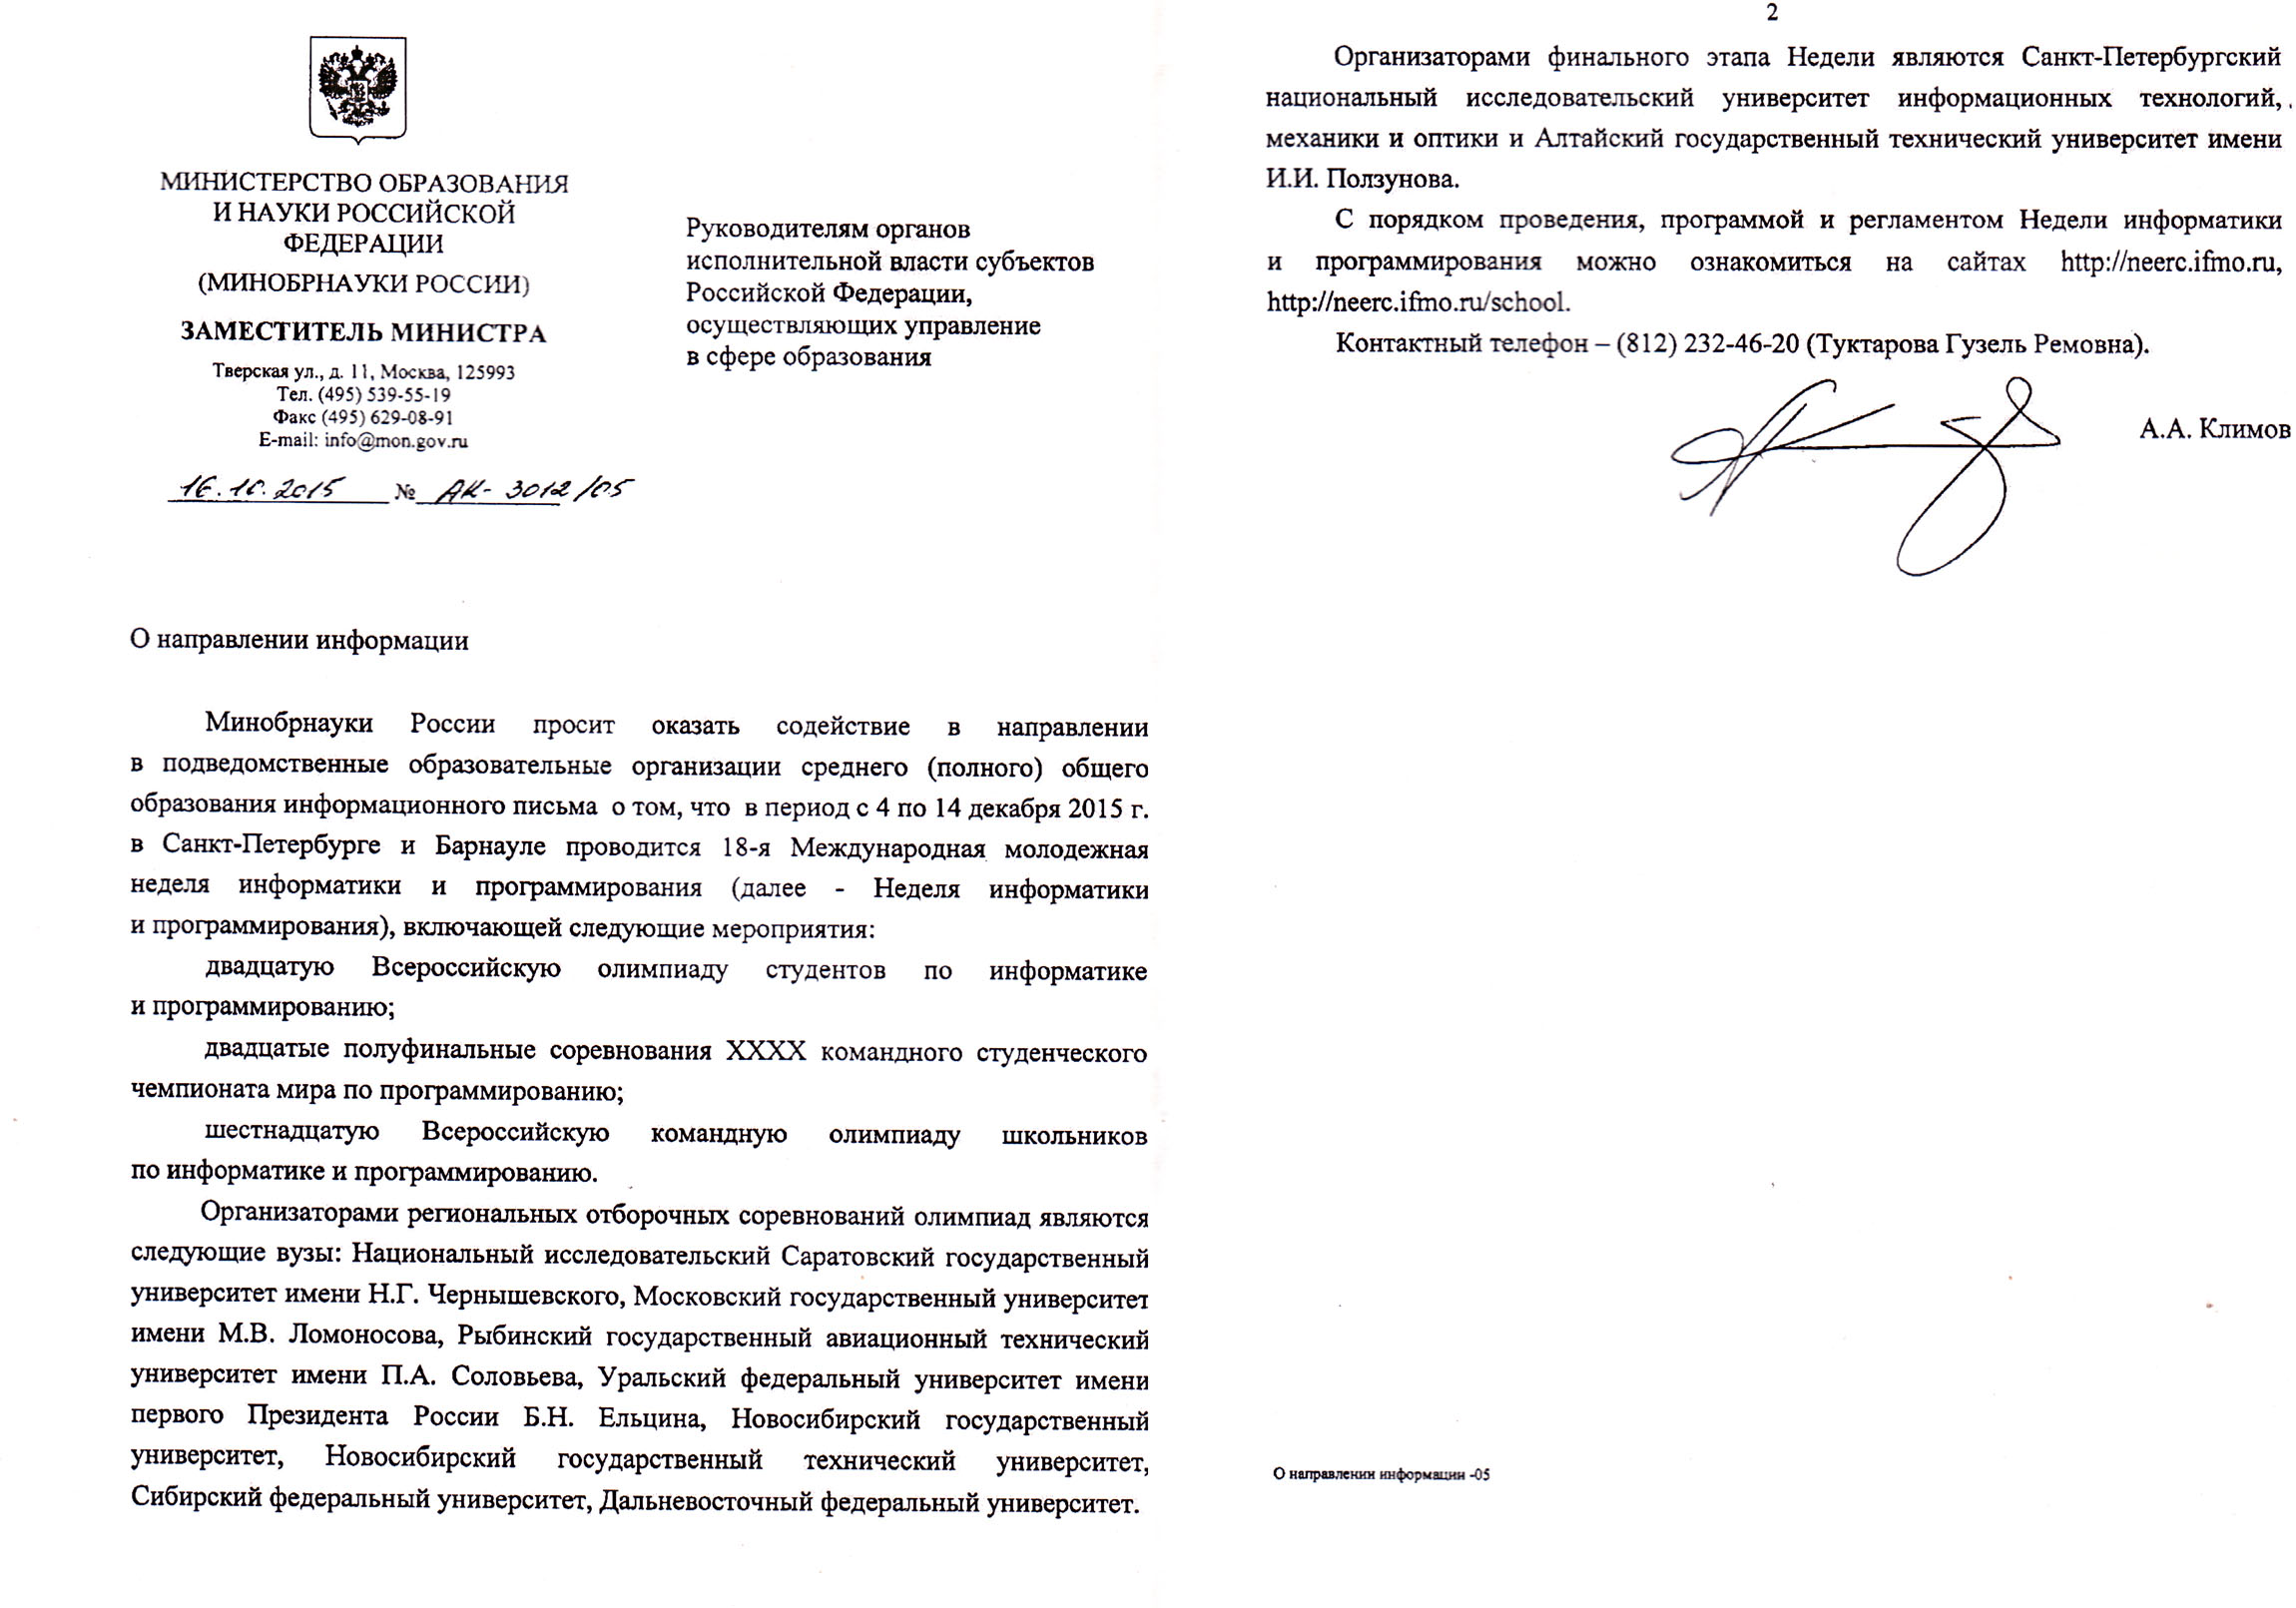 МИНИСТЕРСТВО ОБРАЗОВАНИЯ
И НАУКИ РОССИЙСКОЙ
ФЕДЕРАЦИИ
(МИНОБРНАУКИ РОССИИ)
ЗАМЕСТИТЕЛЬ МИНИСТРА
Тверская ул., д. 11, Москва, 125993
Тел. (495) 539-55-19
Факс (495) 629-08-91
E-mail: info@mon.gov.ru
16.10.2015 № АК-3012/05
Руководителям органов
исполнительной власти субъектов
Российской Федерации,
осуществляющих управление
в сфере образования
О направлении информации
Минобрнауки России просит оказать содействие в направлении
в подведомственные образовательные организации среднего (полного) общего
образования информационного письма о том, что в период с 4 по 14 декабря 2015 г.
в Санкт-Петербурге и Барнауле проводится 18-я Международная молодежная
неделя информатики и программирования (далее - Неделя информатики
и программирования), включающей следующие мероприятия:
двадцатую Всероссийскую олимпиаду студентов по информатике
и программированию;
двадцатые полуфинальные соревнования XXXX командного студенческого
чемпионата мира по программированию;
шестнадцатую Всероссийскую командную олимпиаду школьников
по информатике и программированию.
Организаторами региональных отборочных соревнований олимпиад являются
следующие вузы: Национальный исследовательский Саратовский государственный
университет имени Н.Г. Чернышевского, Московский государственный университет
имени М.В. Ломоносова, Рыбинский государственный авиационный технический
университет имени П.А. Соловьева, Уральский федеральный университет имени
первого Президента России Б.Н. Ельцина, Новосибирский государственный
университет, Новосибирский государственный технический университет,
Сибирский федеральный университет, Дальневосточный федеральный университет.
2
Организаторами финального этапа Недели являются Санкт-Петербургский
национальный исследовательский университет информационных технологий,
механики и оптики и Алтайский государственный технический университет имени
И.И. Ползунова.
С порядком проведения, программой и регламентом Недели информатики
и программирования можно ознакомиться на сайтах http://neerc.ifmo.ru,
http://neerc.ifmo.ru/school.
Контактный телефон – (812) 232-46-20 (Туктарова Гузель Ремовна).
А.А. Климов
О направлении информации -05